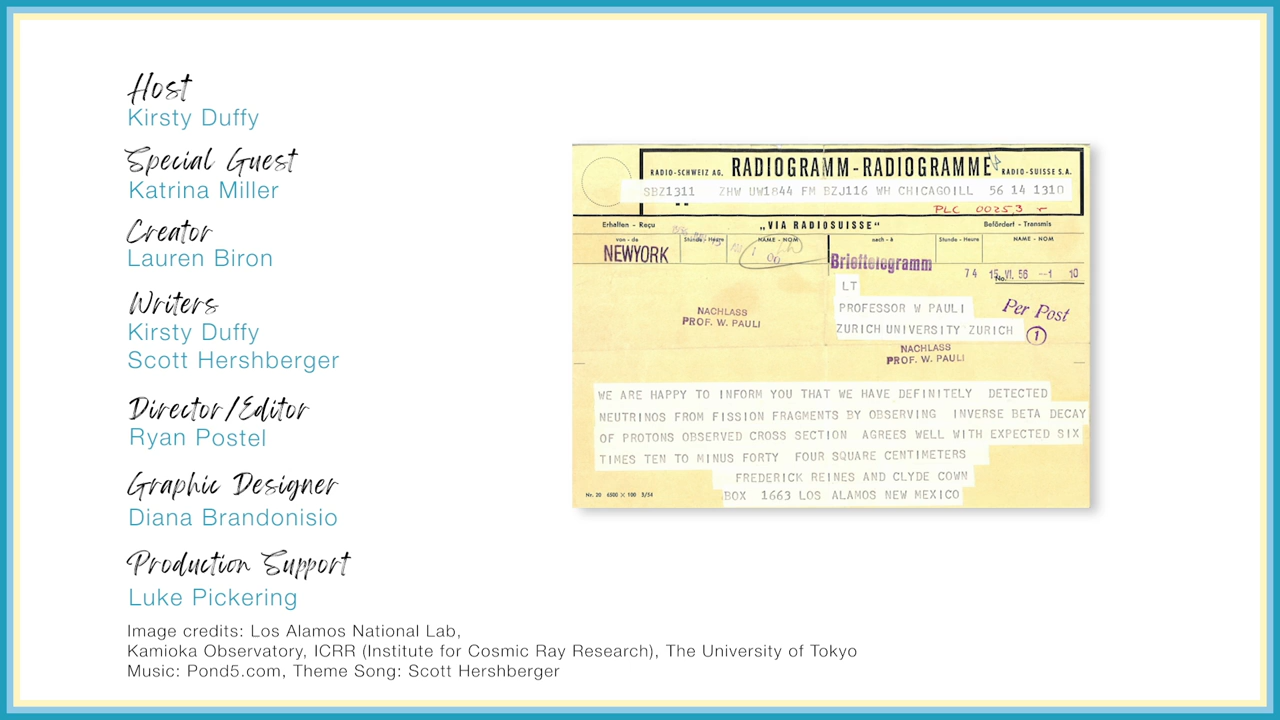 Host
Kirsty Duffy
Special Guest
Katrina Miller
Creator
Lauren Biron
Writers
Kirsty Duffy
Scott Hershberger
Director/Editor
Ryan Postel
Graphic Designer
Diana Brandonisio
Production Support
Luke Pickering
Image credits: Los Alamos National Lab,
Kamioka Observatory, ICRR (Institute for Cosmic Ray Research), The University of Tokyo
Music: Pond5.com, Theme Song: Scott Hershberger
RADIO-SCHWEIZ AG. RADIOGRAMM-RADIOGRAMME RADIO-SUISSE S.A.
SBZ1311 ZHW UW1844 FM BZJ116 WH CHICAGOILL 56 14 1310
PLC 00253
Erhalten - Reçu „VIA RADIOSUISSE" Befördert - Transmis
von - de Stunde - Heure NAME - NOM nach - à Stunde - Heure NAME - NOM
NEWYORK
Brieftelegramm 74 15. VI. 56 --1 10
LT
PROFESSOR W PAULI
Per Post
ZURICH UNIVERSITY ZURICH
1
NACHLASS
PROF. W. PAULI
NACHLASS
PROF. W. PAULI
WE ARE HAPPY TO INFORM YOU THAT WE HAVE DEFINITELY DETECTED
NEUTRINOS FROM FISSION FRAGMENTS BY OBSERVING INVERSE BETA DECAY
OF PROTONS OBSERVED CROSS SECTION AGREES WELL WITH EXPECTED SIX
TIMES TEN TO MINUS FORTY FOUR SQUARE CENTIMETERS
FREDERICK REINES AND CLYDE COWN
BOX 1663 LOS ALAMOS NEW MEXICO
Nr. 20 6500 X 100 3/54